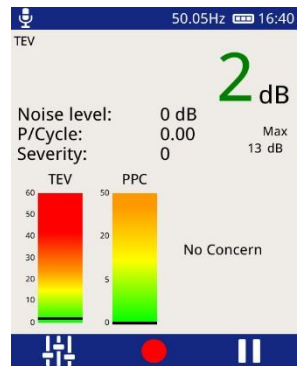 50.05Hz 16:40
TEV
2 dB
Noise level: 0 dB
P/Cycle: 0.00 Max
Severity: 0 13 dB
TEV PPC
60 50
50
40 20
30
20 5
10
0 0
No Concern